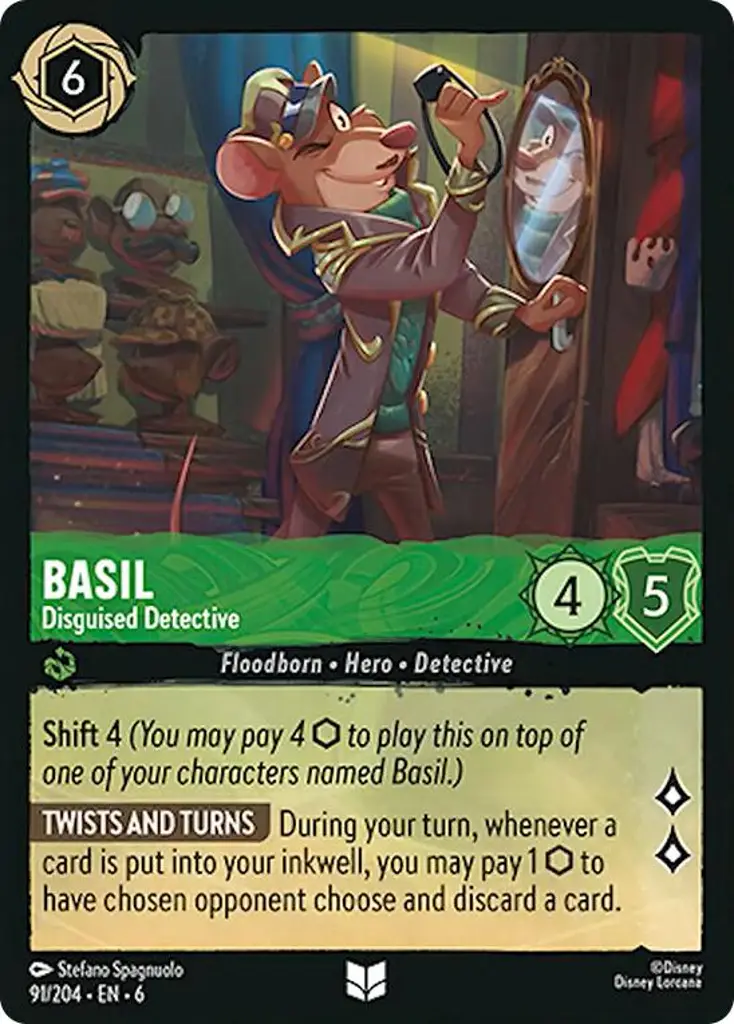 6
BASIL
Disguised Detective
4
5
Floodborn • Hero • Detective
Shift 4 (You may pay 4 ⬡ to play this on top of
one of your characters named Basil.)
TWISTS AND TURNS During your turn, whenever a
card is put into your inkwell, you may pay 1 ⬡ to
have chosen opponent choose and discard a card.
Stefano Spagnuolo
91/204 • EN • 6
©Disney
Disney Lorcana